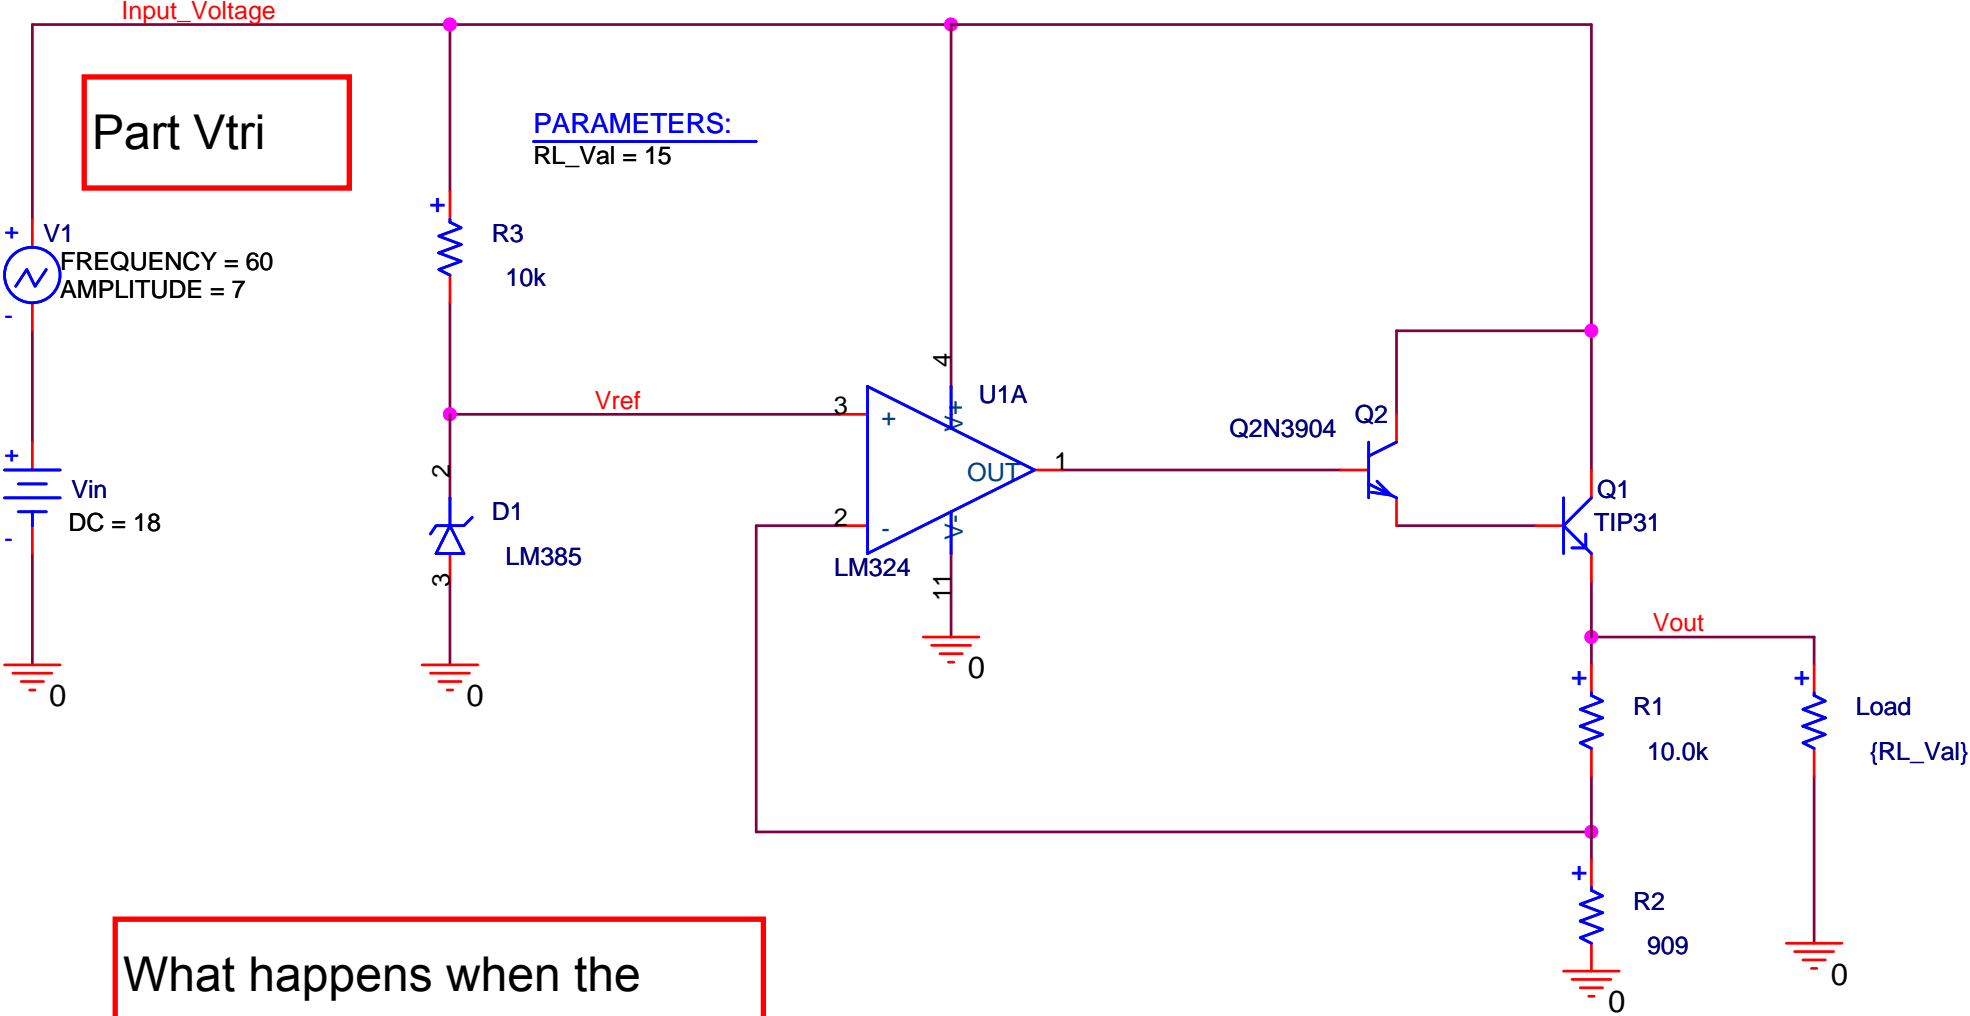 Input_Voltage
Part Vtri
PARAMETERS:
RL_Val = 15
+
V1
FREQUENCY = 60
AMPLITUDE = 7
-
+
R3
10k
Vref
3
+
4
V+
U1A
OUT
1
2
-
V-
LM324
11
0
Q2N3904
Q2
Q1
TIP31
+
Vin
DC = 18
-
0
2
D1
LM385
3
0
Vout
+
R1
10.0k
+
Load
{RL_Val}
+
R2
909
0
0
What happens when the